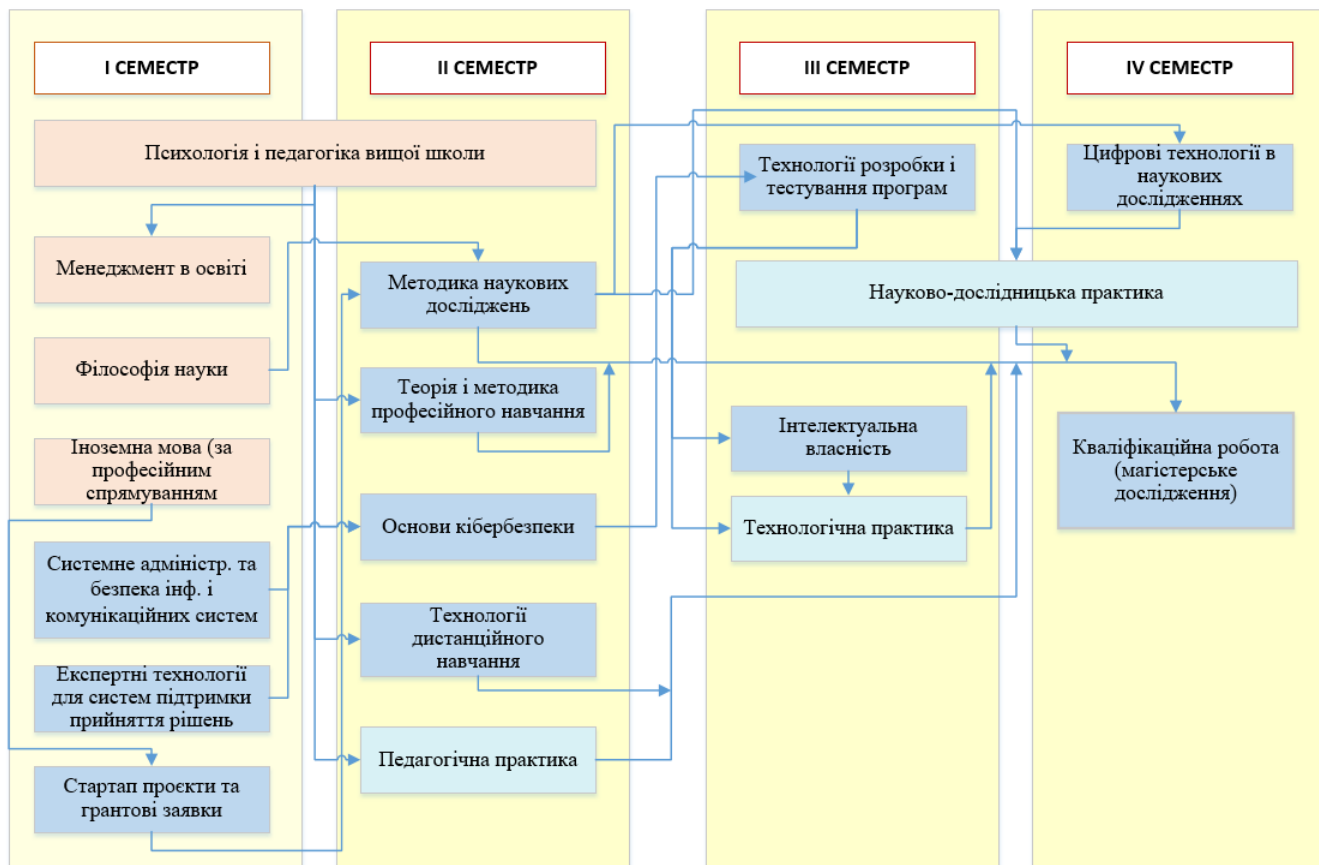 І СЕМЕСТР
ІІ СЕМЕСТР
ІІІ СЕМЕСТР
IV СЕМЕСТР
Психологія і педагогіка вищої школи
Менеджмент в освіті
Філософія науки
Іноземна мова (за
професійним
спрямуванням
Системне адміністр. та
безпека інф. і
комунікаційних систем
Експертні технології
для систем підтримки
прийняття рішень
Стартап проєкти та
грантові заявки
Методика наукових
досліджень
Теорія і методика
професійного навчання
Основи кібербезпеки
Технології
дистанційного
навчання
Педагогічна практика
Технології розробки і
тестування програм
Науково-дослідницька практика
Інтелектуальна
власність
Технологічна практика
Цифрові технології в
наукових
дослідженнях
Кваліфікаційна робота
(магістерське
дослідження)